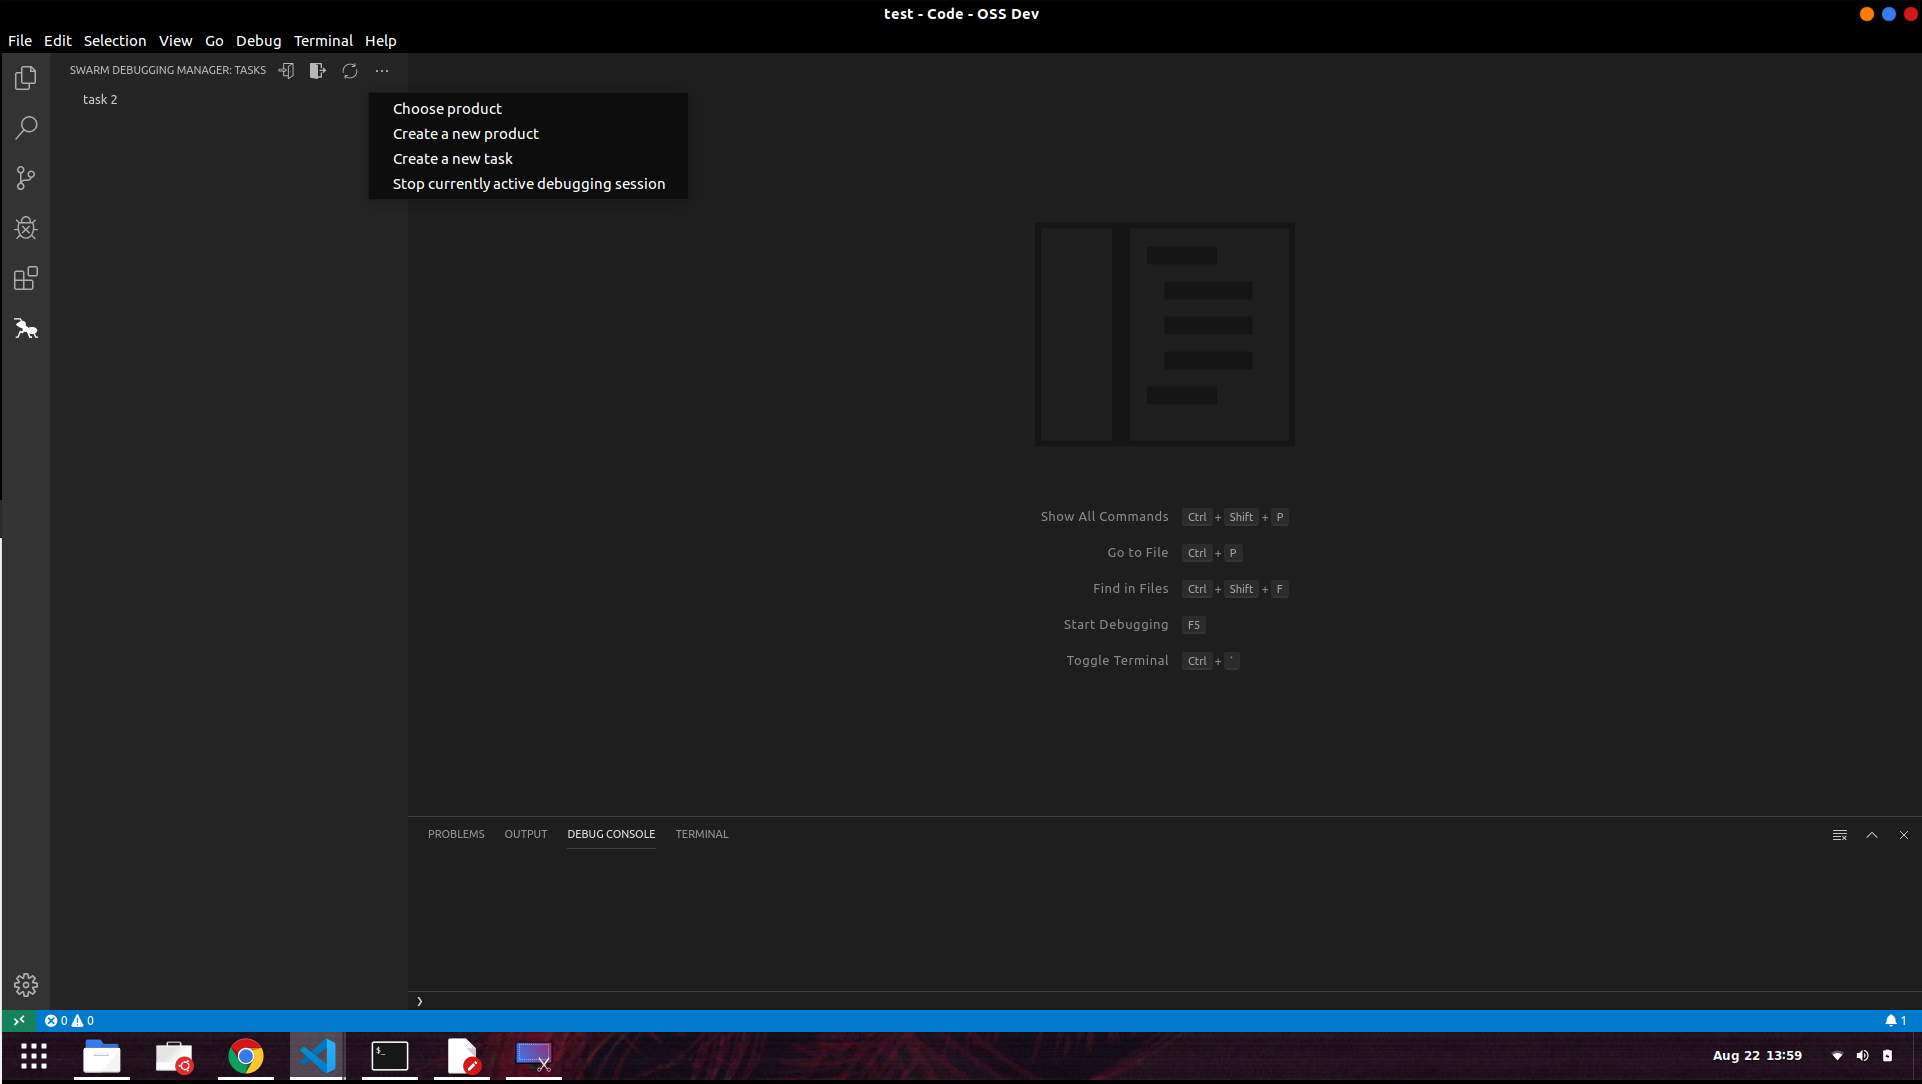 test - Code - OSS Dev
File Edit Selection View Go Debug Terminal Help
SWARM DEBUGGING MANAGER: TASKS
task 2
Choose product
Create a new product
Create a new task
Stop currently active debugging session
Show All Commands Ctrl + Shift + P
Go to File Ctrl + P
Find in Files Ctrl + Shift + F
Start Debugging F5
Toggle Terminal Ctrl + `
PROBLEMS OUTPUT DEBUG CONSOLE TERMINAL
0 0 1
$_
Aug 22 13:59